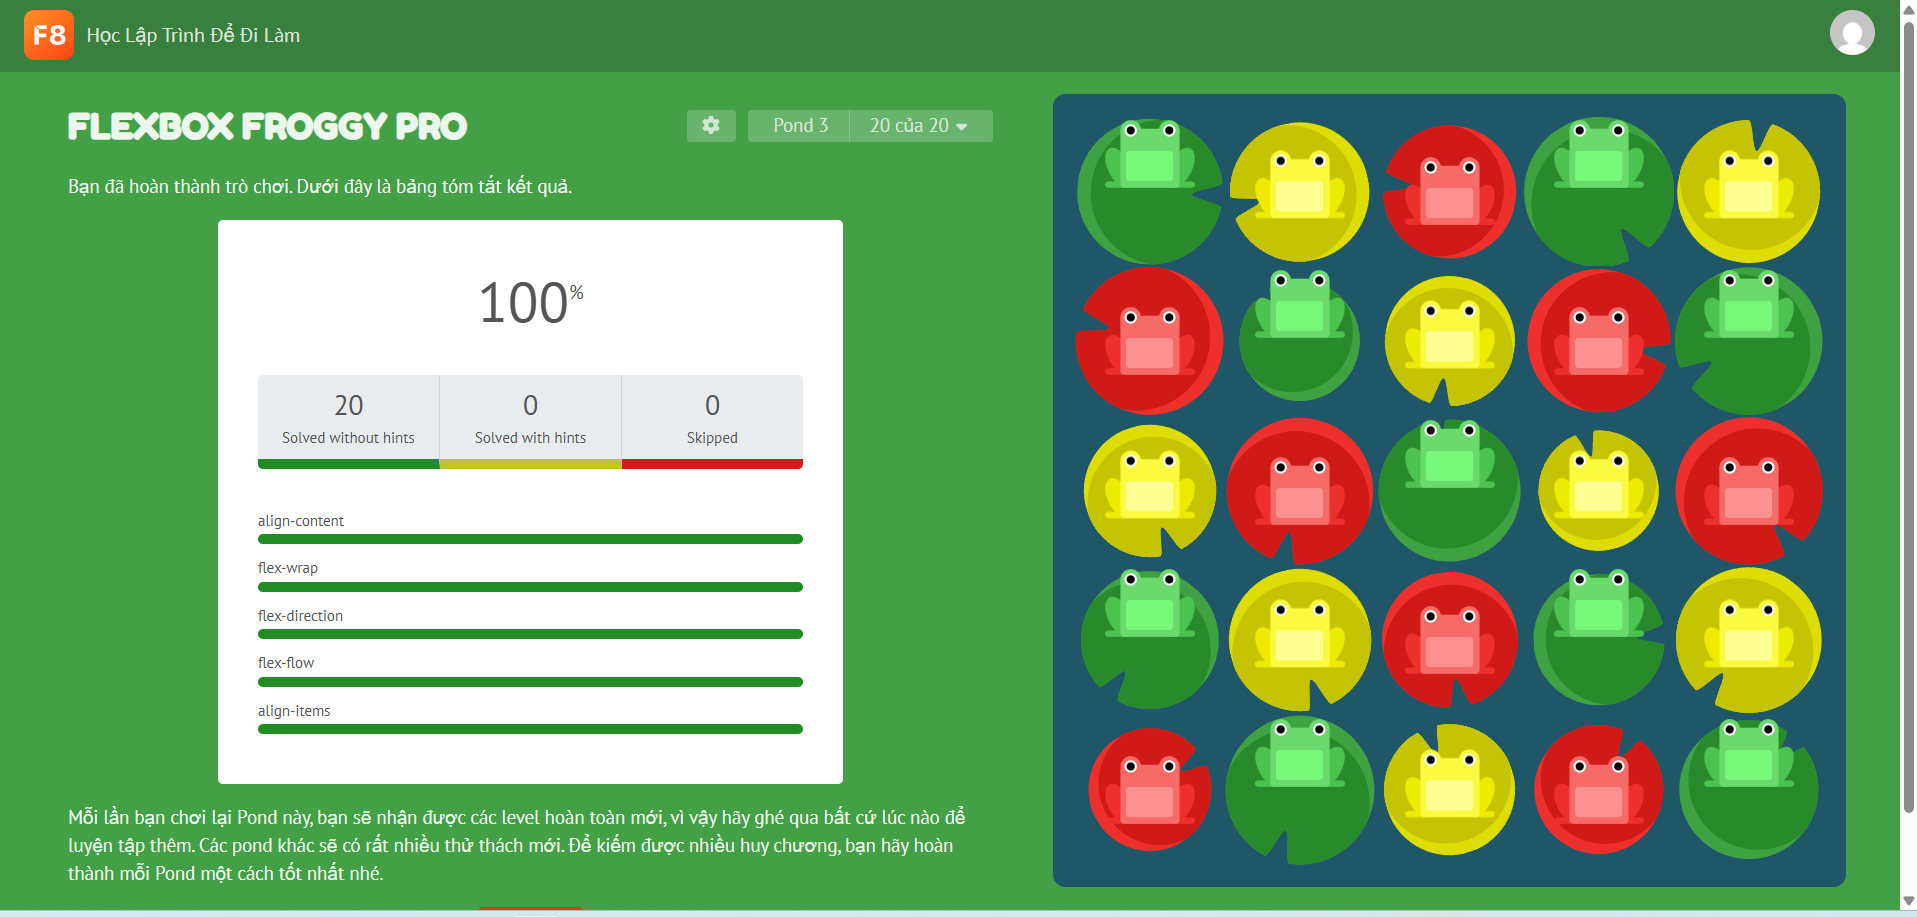 F8 Học Lập Trình Để Đi Làm
FLEXBOX FROGGY PRO
Pond 3
20 của 20
Bạn đã hoàn thành trò chơi. Dưới đây là bảng tóm tắt kết quả.
100%
20
Solved without hints
0
Solved with hints
0
Skipped
align-content
flex-wrap
flex-direction
flex-flow
align-items
Mỗi lần bạn chơi lại Pond này, bạn sẽ nhận được các level hoàn toàn mới, vì vậy hãy ghé qua bất cứ lúc nào để
luyện tập thêm. Các pond khác sẽ có rất nhiều thử thách mới. Để kiếm được nhiều huy chương, bạn hãy hoàn
thành mỗi Pond một cách tốt nhất nhé.